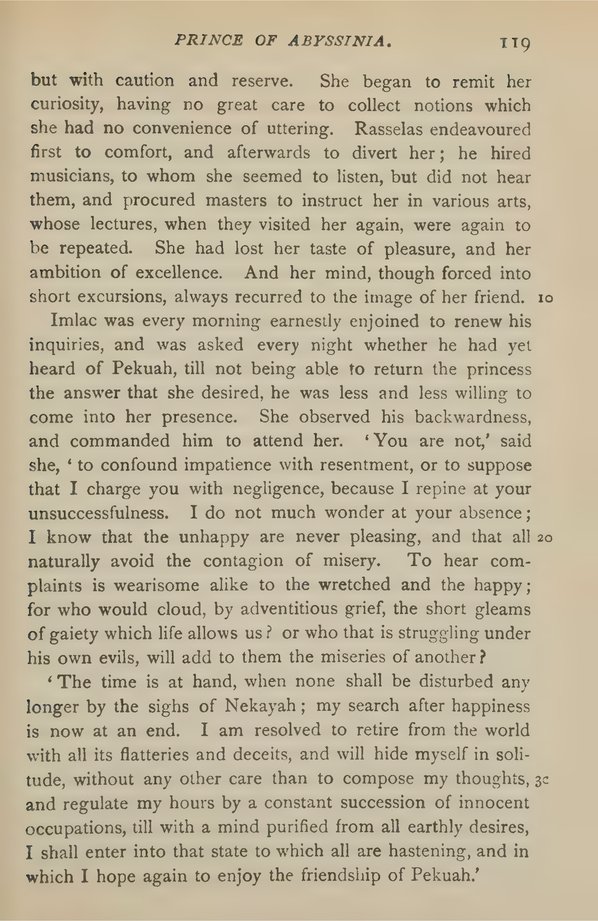 PRINCE OF ABYSSINIA. 119
but with caution and reserve. She began to remit her
curiosity, having no great care to collect notions which
she had no convenience of uttering. Rasselas endeavoured
first to comfort, and afterwards to divert her; he hired
musicians, to whom she seemed to listen, but did not hear
them, and procured masters to instruct her in various arts,
whose lectures, when they visited her again, were again to
be repeated. She had lost her taste of pleasure, and her
ambition of excellence. And her mind, though forced into
short excursions, always recurred to the image of her friend. 10
Imlac was every morning earnestly enjoined to renew his
inquiries, and was asked every night whether he had yet
heard of Pekuah, till not being able to return the princess
the answer that she desired, he was less and less willing to
come into her presence. She observed his backwardness,
and commanded him to attend her. ‘You are not,’ said
she, ‘to confound impatience with resentment, or to suppose
that I charge you with negligence, because I repine at your
unsuccessfulness. I do not much wonder at your absence;
I know that the unhappy are never pleasing, and that all 20
naturally avoid the contagion of misery. To hear com-
plaints is wearisome alike to the wretched and the happy;
for who would cloud, by adventitious grief, the short gleams
of gaiety which life allows us? or who that is struggling under
his own evils, will add to them the miseries of another?
‘The time is at hand, when none shall be disturbed any
longer by the sighs of Nekayah; my search after happiness
is now at an end. I am resolved to retire from the world
with all its flatteries and deceits, and will hide myself in soli-
tude, without any other care than to compose my thoughts, 30
and regulate my hours by a constant succession of innocent
occupations, till with a mind purified from all earthly desires,
I shall enter into that state to which all are hastening, and in
which I hope again to enjoy the friendship of Pekuah.’